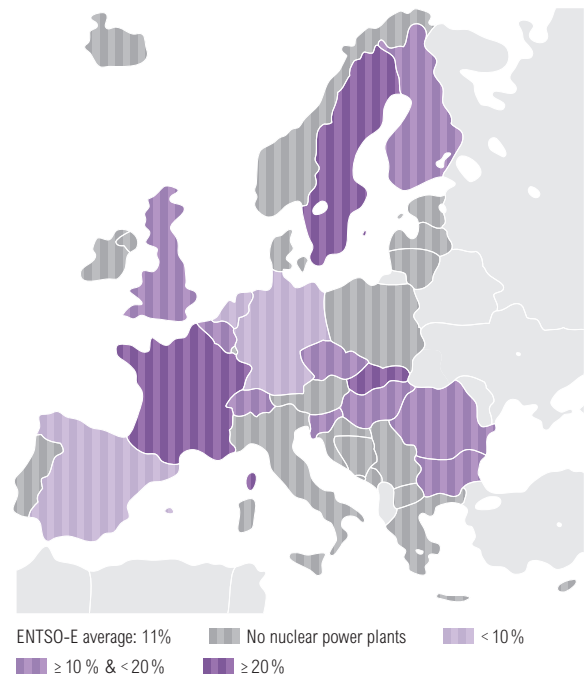 ENTSO-E average: 11% No nuclear power plants < 10 %
≥ 10 % & < 20 % ≥ 20 %